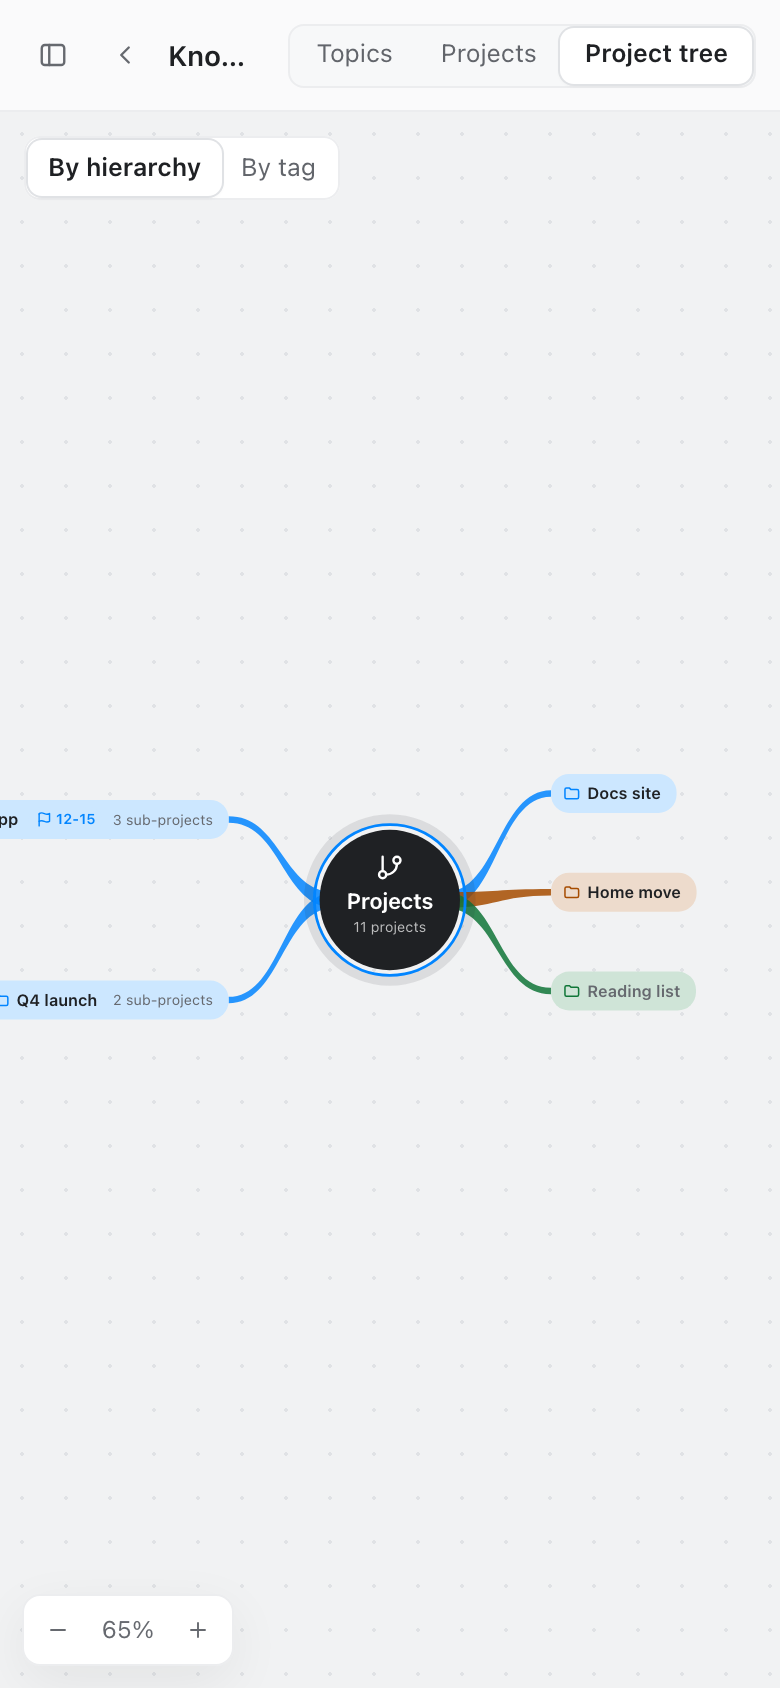 Kno...
Topics
Projects
Project tree
By hierarchy
By tag
Docs site
pp
12-15
3 sub-projects
Projects
11 projects
Home move
Q4 launch
2 sub-projects
Reading list
65%